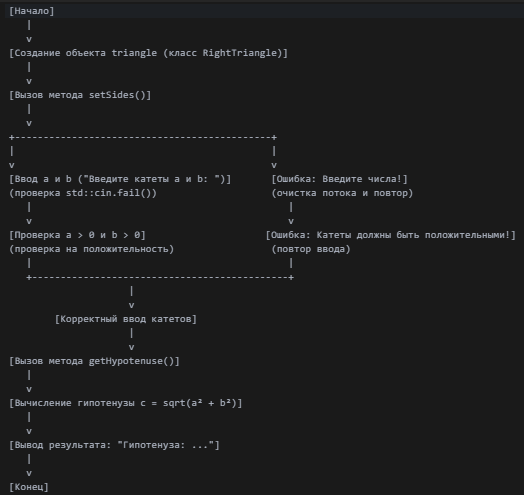 [Начало]
|
v
[Создание объекта triangle (класс RightTriangle)]
|
v
[Вызов метода setSides()]
|
v
+---------------------------------------------+
|                                             |
v                                             v
[Ввод a и b ("Введите катеты a и b: ")]       [Ошибка: Введите числа!]
(проверка std::cin.fail())                    (очистка потока и повтор)
|                                             |
v                                             v
[Проверка a > 0 и b > 0]                     [Ошибка: Катеты должны быть положительными!]
(проверка на положительность)                 (повтор ввода)
|                                             |
+---------------------------------------------+
|
v
[Корректный ввод катетов]
|
v
[Вызов метода getHypotenuse()]
|
v
[Вычисление гипотенузы c = sqrt(a² + b²)]
|
v
[Вывод результата: "Гипотенуза: ..."]
|
v
[Конец]